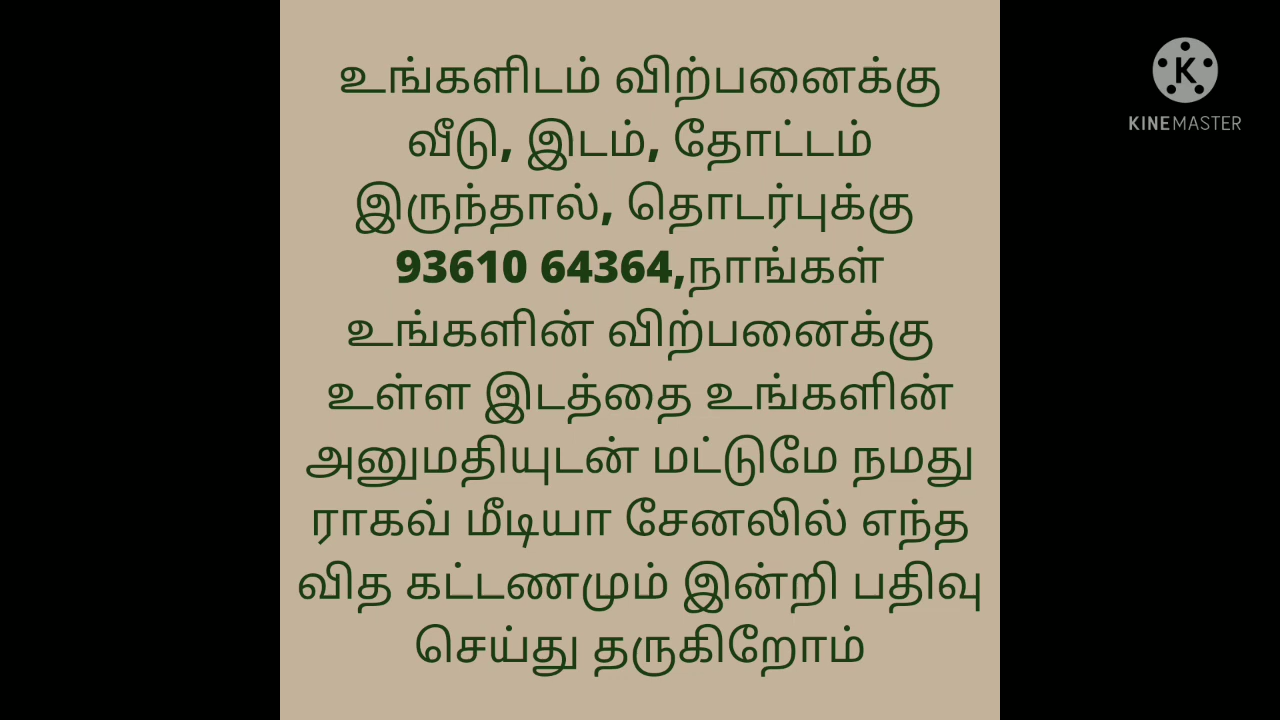 உங்களிடம் விற்பனைக்கு
வீடு, இடம், தோட்டம்
இருந்தால், தொடர்புக்கு
93610 64364,நாங்கள்
உங்களின் விற்பனைக்கு
உள்ள இடத்தை உங்களின்
அனுமதியுடன் மட்டுமே நமது
ராகவ் மீடியா சேனலில் எந்த
வித கட்டணமும் இன்றி பதிவு
செய்து தருகிறோம்
K
KINEMASTER